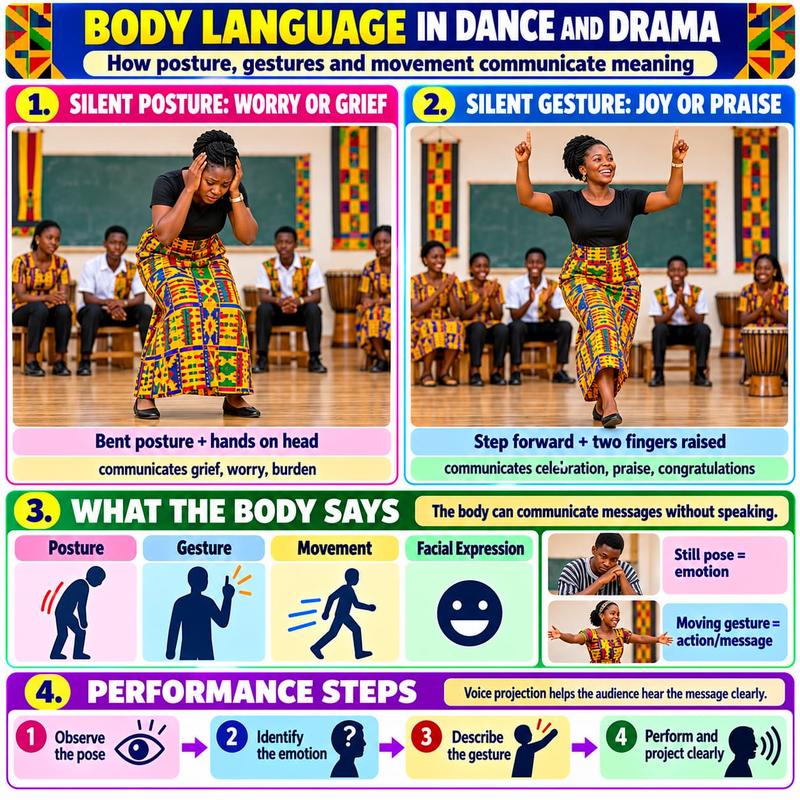 BODY LANGUAGE IN DANCE AND DRAMA
How posture, gestures and movement communicate meaning
1. SILENT POSTURE: WORRY OR GRIEF
Bent posture + hands on head
communicates grief, worry, burden
2. SILENT GESTURE: JOY OR PRAISE
Step forward + two fingers raised
communicates celebration, praise, congratulations
3. WHAT THE BODY SAYS
The body can communicate messages without speaking.
Posture
Gesture
Movement
Facial Expression
Still pose =
emotion
Moving gesture =
action/message
4. PERFORMANCE STEPS
Voice projection helps the audience hear the message clearly.
1 Observe
the pose
2 Identify
the emotion
?
3 Describe
the gesture
4 Perform and
project clearly